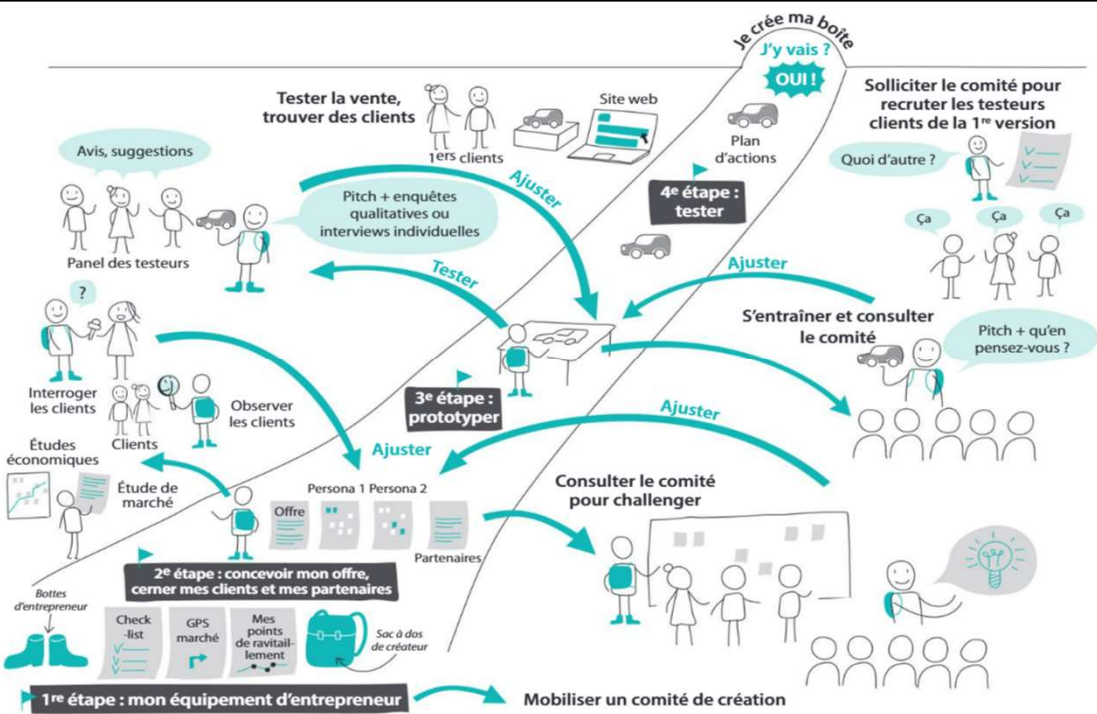 Je crée ma boîte
J'y vais ?
OUI !
Tester la vente,
trouver des clients
1ers clients
Site web
Plan
d'actions
4e étape :
tester
Solliciter le comité pour
recruter les testeurs
clients de la 1re version
Quoi d'autre ?
Ça
Ça
Ça
Avis, suggestions
Panel des testeurs
Pitch + enquêtes
qualitatives ou
interviews individuelles
Ajuster
Tester
Ajuster
S'entraîner et consulter
le comité
Pitch + qu'en
pensez-vous ?
?
Interroger
les clients
Clients
Observer
les clients
3e étape :
prototyper
Ajuster
Ajuster
Études
économiques
Étude de
marché
Persona 1 Persona 2
Offre
Partenaires
Consulter le comité
pour challenger
2e étape : concevoir mon offre,
cerner mes clients et mes partenaires
Bottes
d'entrepreneur
Check
-list
GPS
marché
Mes
points
de ravitail-
lement
Sac à dos
de créateur
1re étape : mon équipement d'entrepreneur
Mobiliser un comité de création